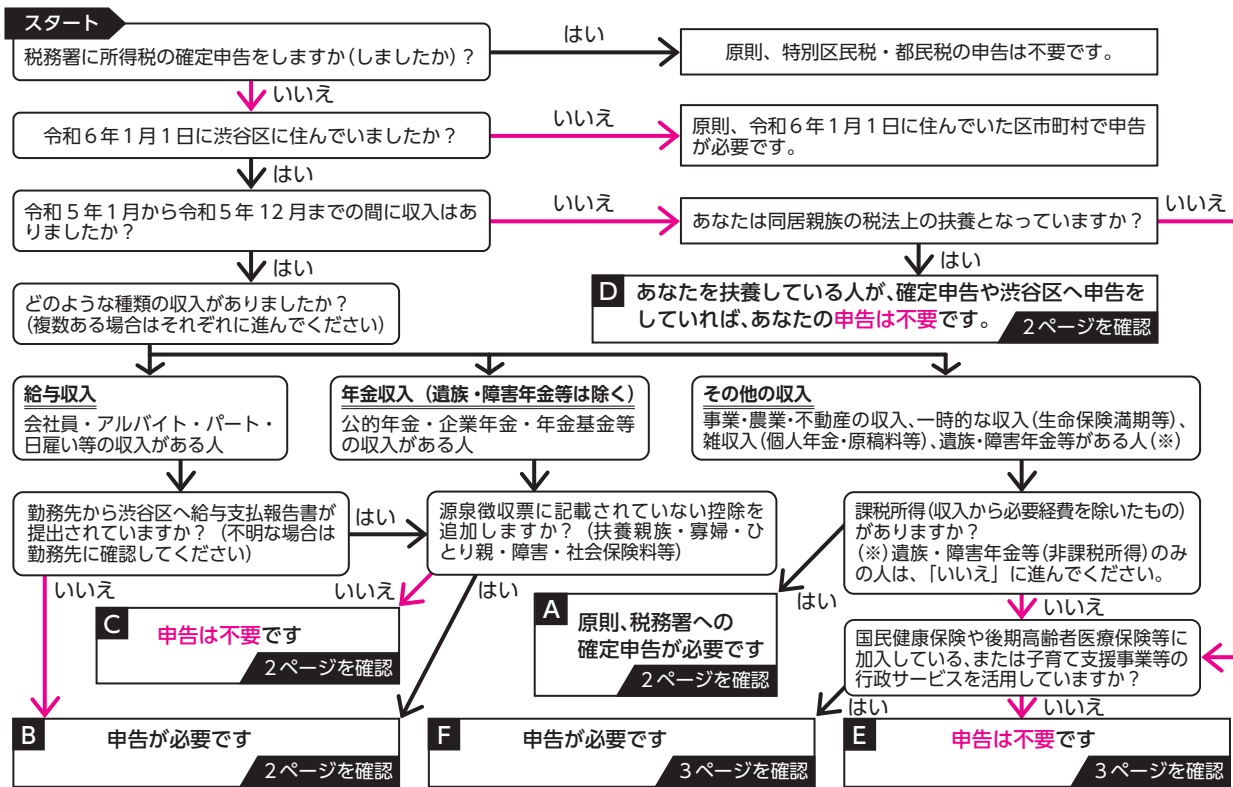 スタート
税務署に所得税の確定申告をしますか(しましたか)？
はい
原則、特別区民税・都民税の申告は不要です。
いいえ
令和６年１月１日に渋谷区に住んでいましたか？
いいえ
原則、令和６年１月１日に住んでいた区市町村で申告
が必要です。
はい
令和５年１月から令和５年12月までの間に収入はあ
りましたか？
いいえ
あなたは同居親族の税法上の扶養となっていますか？
いいえ
はい
はい
D あなたを扶養している人が、確定申告や渋谷区へ申告を
していれば、あなたの申告は不要です。
２ページを確認
どのような種類の収入がありましたか？
(複数ある場合はそれぞれに進んでください)
給与収入
会社員・アルバイト・パート・
日雇い等の収入がある人
年金収入（遺族・障害年金等は除く）
公的年金・企業年金・年金基金等
の収入がある人
その他の収入
事業・農業・不動産の収入、一時的な収入(生命保険満期等)、
雑収入(個人年金・原稿料等)、遺族・障害年金等がある人(※)
勤務先から渋谷区へ給与支払報告書が
提出されていますか？（不明な場合は
勤務先に確認してください）
はい
源泉徴収票に記載されていない控除を
追加しますか？（扶養親族・寡婦・ひ
とり親・障害・社会保険料等）
課税所得(収入から必要経費を除いたもの)
がありますか？
(※)遺族・障害年金等(非課税所得)のみ
の人は、「いいえ」に進んでください。
いいえ
いいえ
はい
はい
いいえ
C 申告は不要です
２ページを確認
A 原則、税務署への
確定申告が必要です
２ページを確認
国民健康保険や後期高齢者医療保険等に
加入している、または子育て支援事業等の
行政サービスを活用していますか？
はい
いいえ
B 申告が必要です
２ページを確認
F 申告が必要です
３ページを確認
E 申告は不要です
３ページを確認